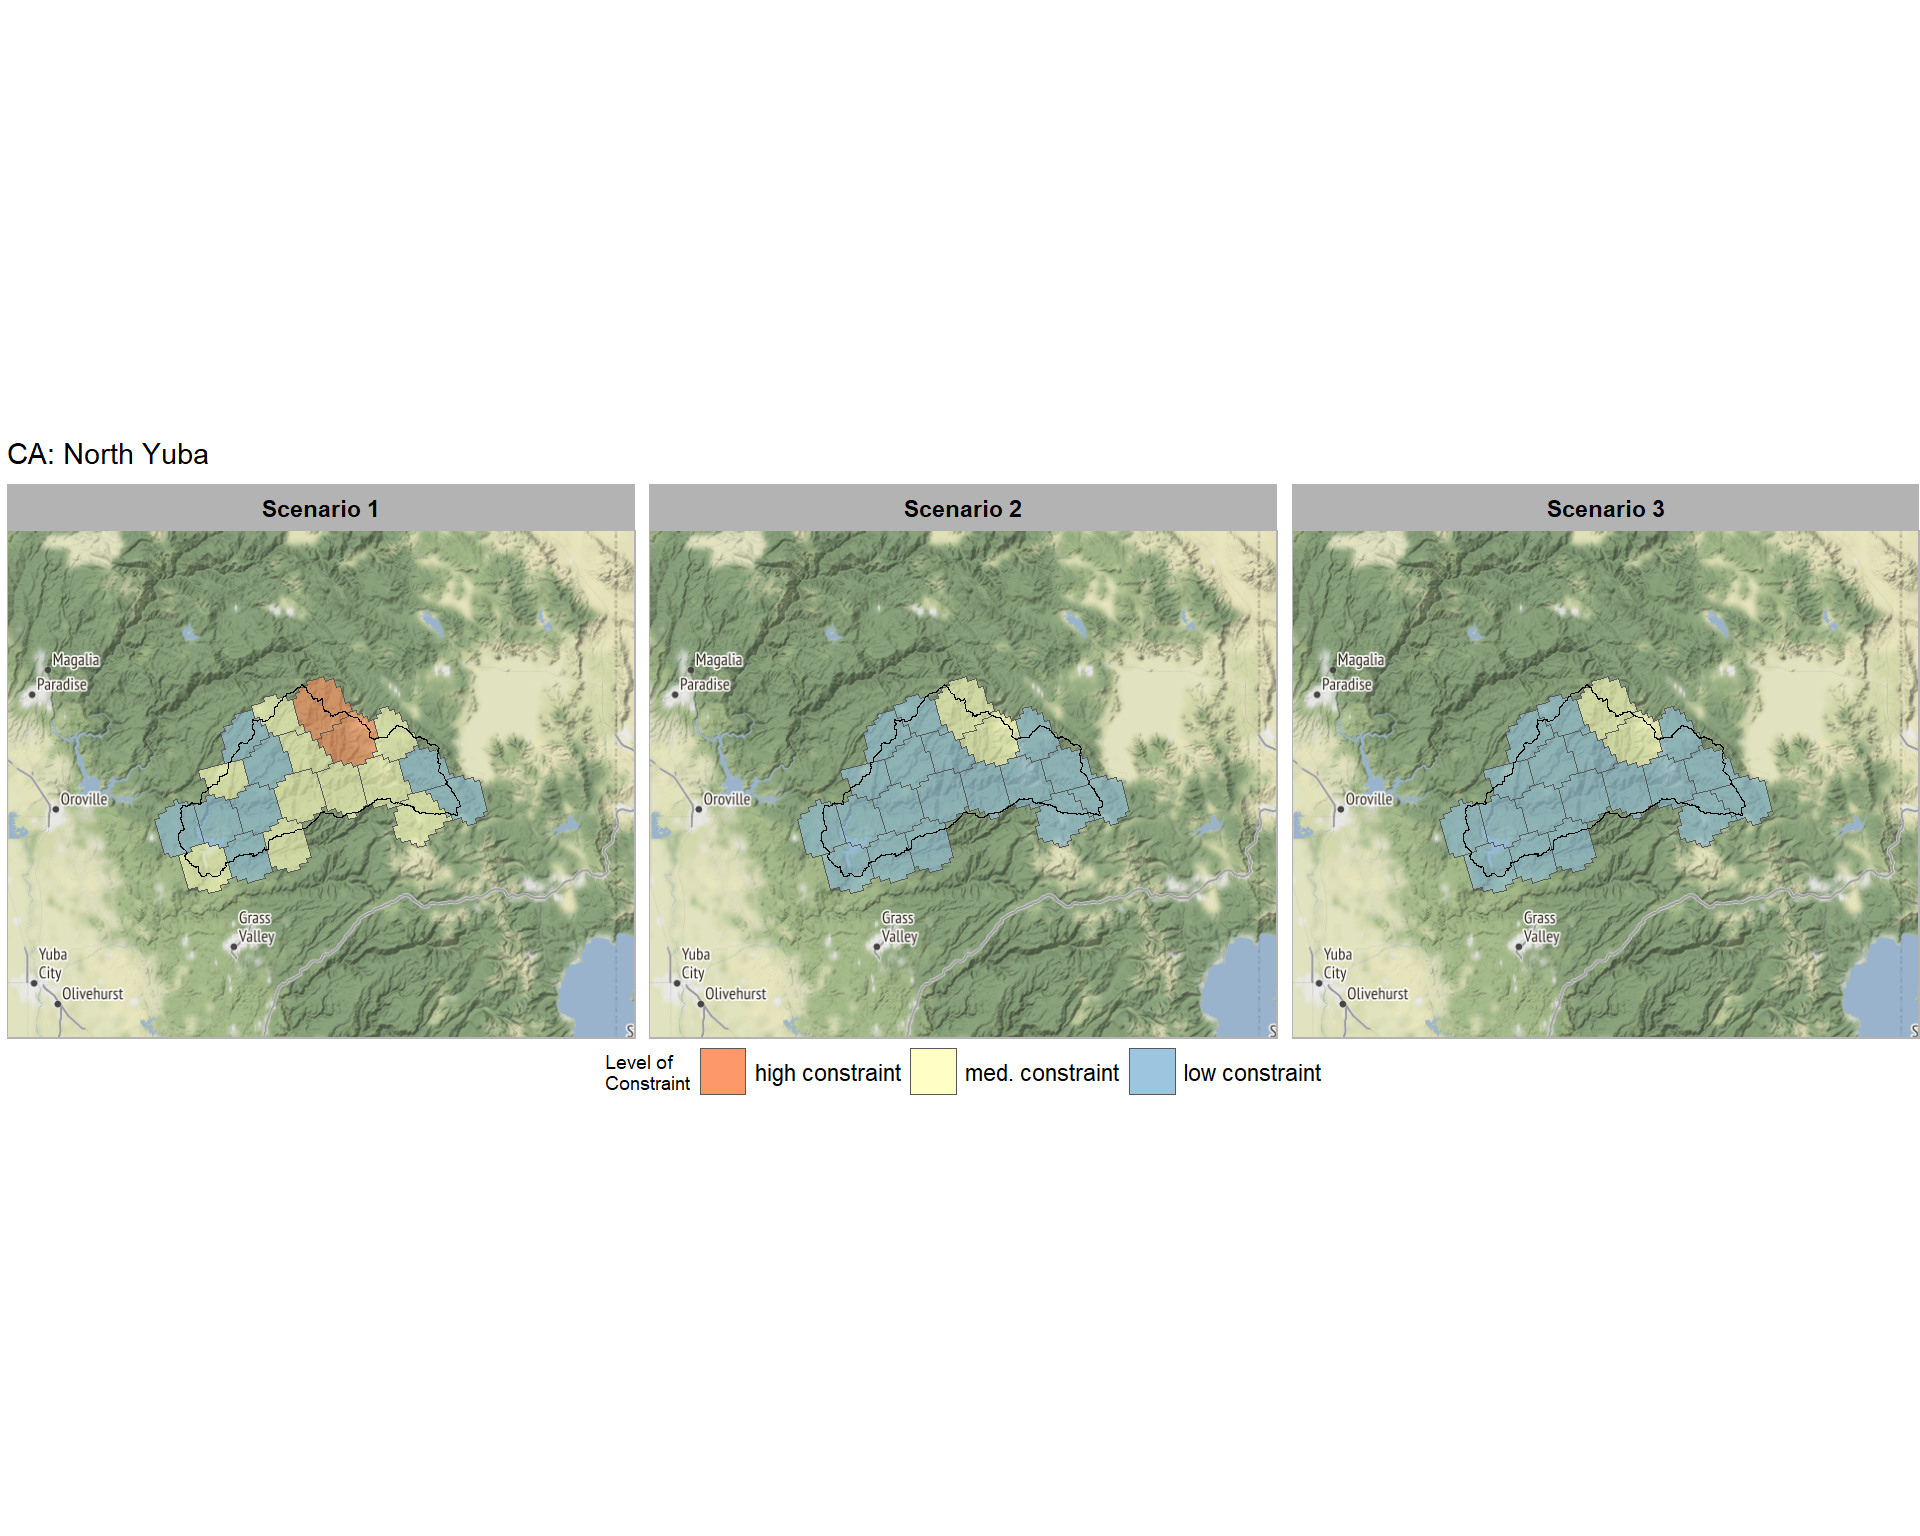 CA: North Yuba
Scenario 1
Scenario 2
Scenario 3
Magalia
Paradise
Oroville
Grass
Valley
Yuba
City
Olivehurst
S
Magalia
Paradise
Oroville
Grass
Valley
Yuba
City
Olivehurst
S
Magalia
Paradise
Oroville
Grass
Valley
Yuba
City
Olivehurst
S
Level of
Constraint
high constraint
med. constraint
low constraint